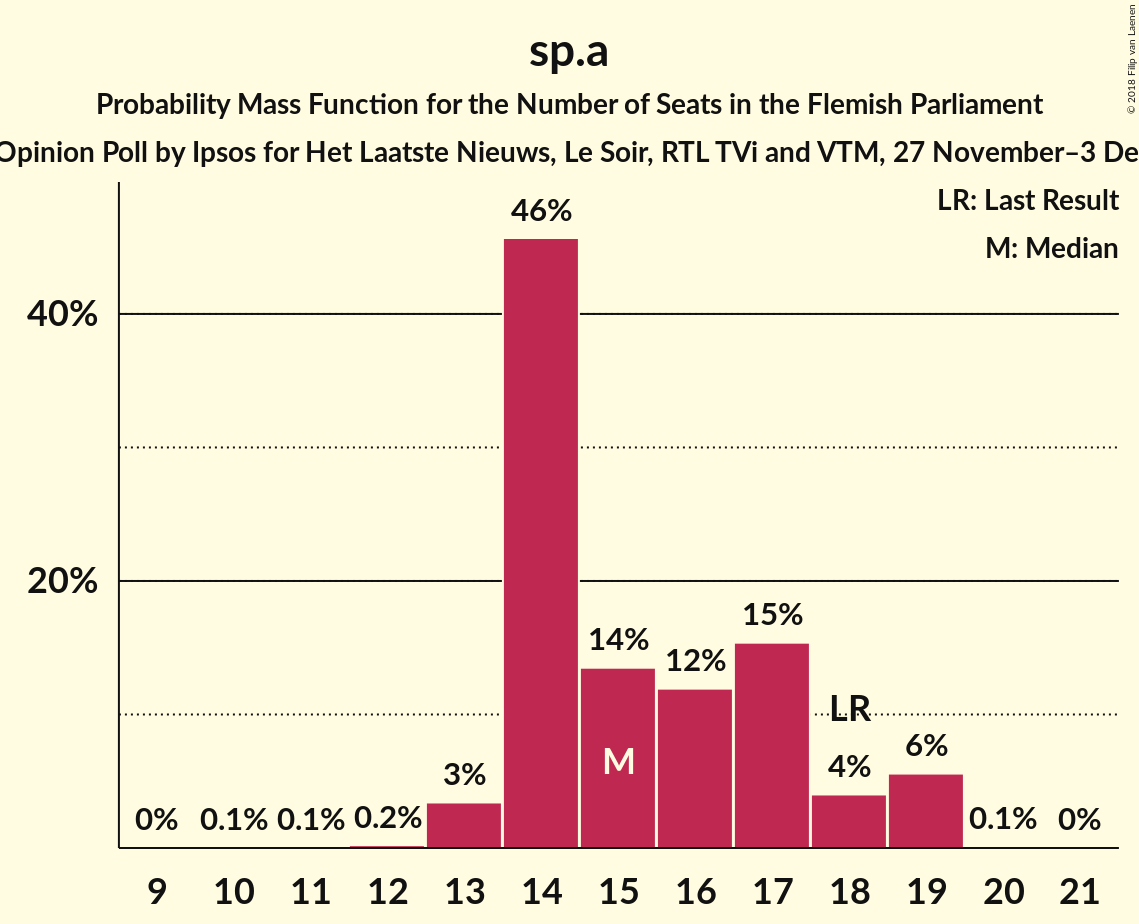 sp.a
Probability Mass Function for the Number of Seats in the Flemish Parliament
Opinion Poll by Ipsos for Het Laatste Nieuws, Le Soir, RTL TVi and VTM, 27 November–3 De
© 2018 Filip van Laenen
LR: Last Result
M: Median
46%
40%
20%
15%
14%
12%
LR
6%
M
4%
3%
0% 0.1% 0.1% 0.2% 0.1% 0%
9 10 11 12 13 14 15 16 17 18 19 20 21